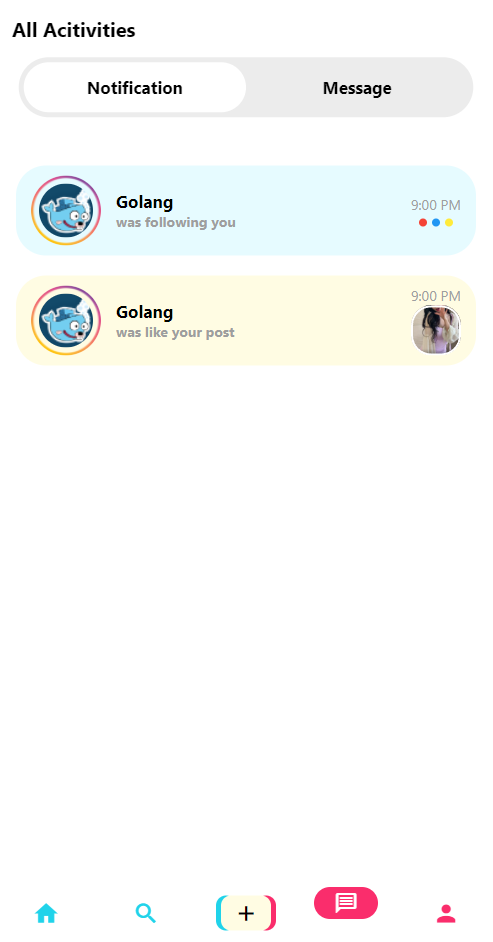 All Acitivities
Notification
Message
Golang
was following you
9:00 PM
Golang
was like your post
9:00 PM